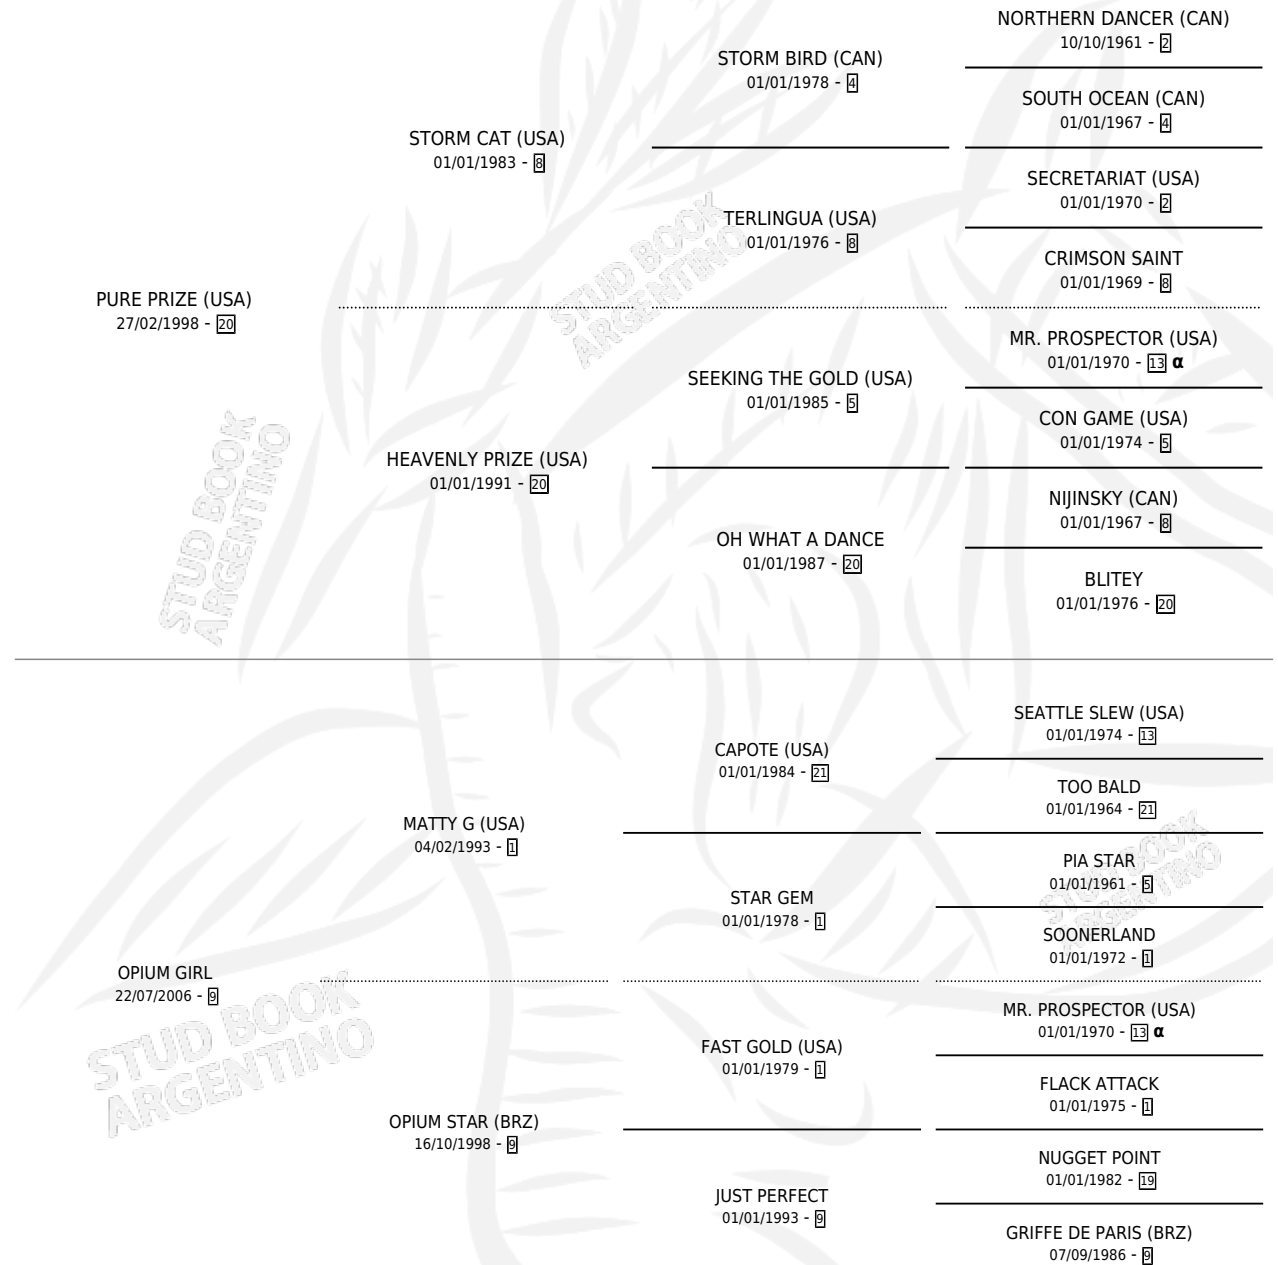 NORTHERN DANCER (CAN)
10/10/1961 - 2
STORM BIRD (CAN)
01/01/1978 - 4
SOUTH OCEAN (CAN)
01/01/1967 - 4
STORM CAT (USA)
01/01/1983 - 8
SECRETARIAT (USA)
01/01/1970 - 2
TERLINGUA (USA)
01/01/1976 - 8
CRIMSON SAINT
01/01/1969 - 8
PURE PRIZE (USA)
27/02/1998 - 20
MR. PROSPECTOR (USA)
01/01/1970 - 13 α
SEEKING THE GOLD (USA)
01/01/1985 - 5
CON GAME (USA)
01/01/1974 - 5
HEAVENLY PRIZE (USA)
01/01/1991 - 20
NIJINSKY (CAN)
01/01/1967 - 8
OH WHAT A DANCE
01/01/1987 - 20
BLITEY
01/01/1976 - 20
SEATTLE SLEW (USA)
01/01/1974 - 13
CAPOTE (USA)
01/01/1984 - 21
TOO BALD
01/01/1964 - 21
MATTY G (USA)
04/02/1993 - 1
PIA STAR
01/01/1961 - 5
STAR GEM
01/01/1978 - 1
SOONERLAND
01/01/1972 - 1
OPIUM GIRL
22/07/2006 - 9
MR. PROSPECTOR (USA)
01/01/1970 - 13 α
FAST GOLD (USA)
01/01/1979 - 1
FLACK ATTACK
01/01/1975 - 1
OPIUM STAR (BRZ)
16/10/1998 - 9
NUGGET POINT
01/01/1982 - 19
JUST PERFECT
01/01/1993 - 9
GRIFFE DE PARIS (BRZ)
07/09/1986 - 9
STUD BOOK
ARGENTINO
STUD BOOK
ARGENTINO
STUD BOOK
ARGENTINO
STUD BOOK
ARGENTINO